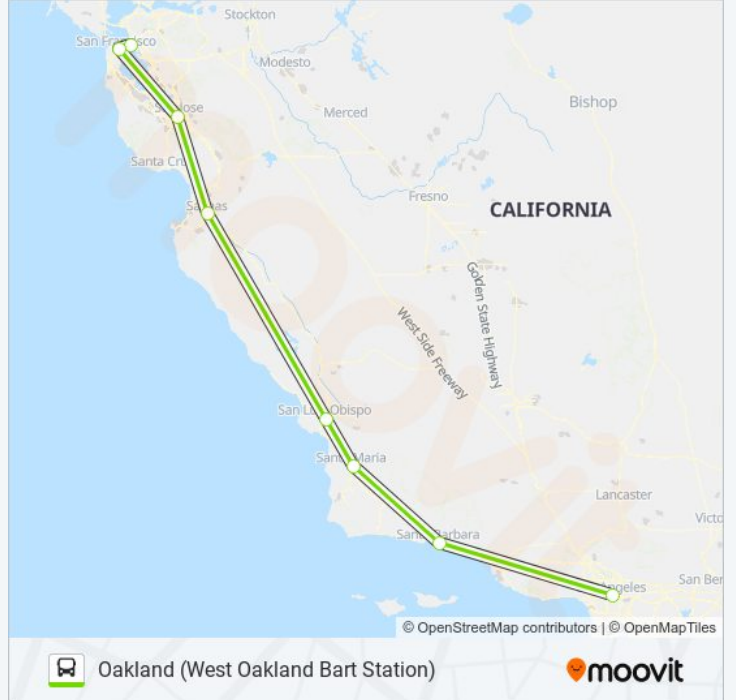 Stockton
San Francisco
Modesto
Bishop
Merced
San Jose
Santa Cru
Fresno
CALIFORNIA
Salinas
Golden State Highway
West Side Freeway
San Luis Obispo
Santa Maria
Lancaster
Victo
Santa Barbara
Angeles
San Ber
© OpenStreetMap contributors | © OpenMapTiles
Oakland (West Oakland Bart Station)
moovit